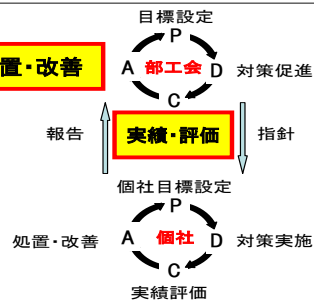 目標設定
P
置・改善
A 部工会 D 対策促進
C
報告 実績・評価 指針
個社目標設定
P
処置・改善 A 個社 D 対策実施
C
実績評価